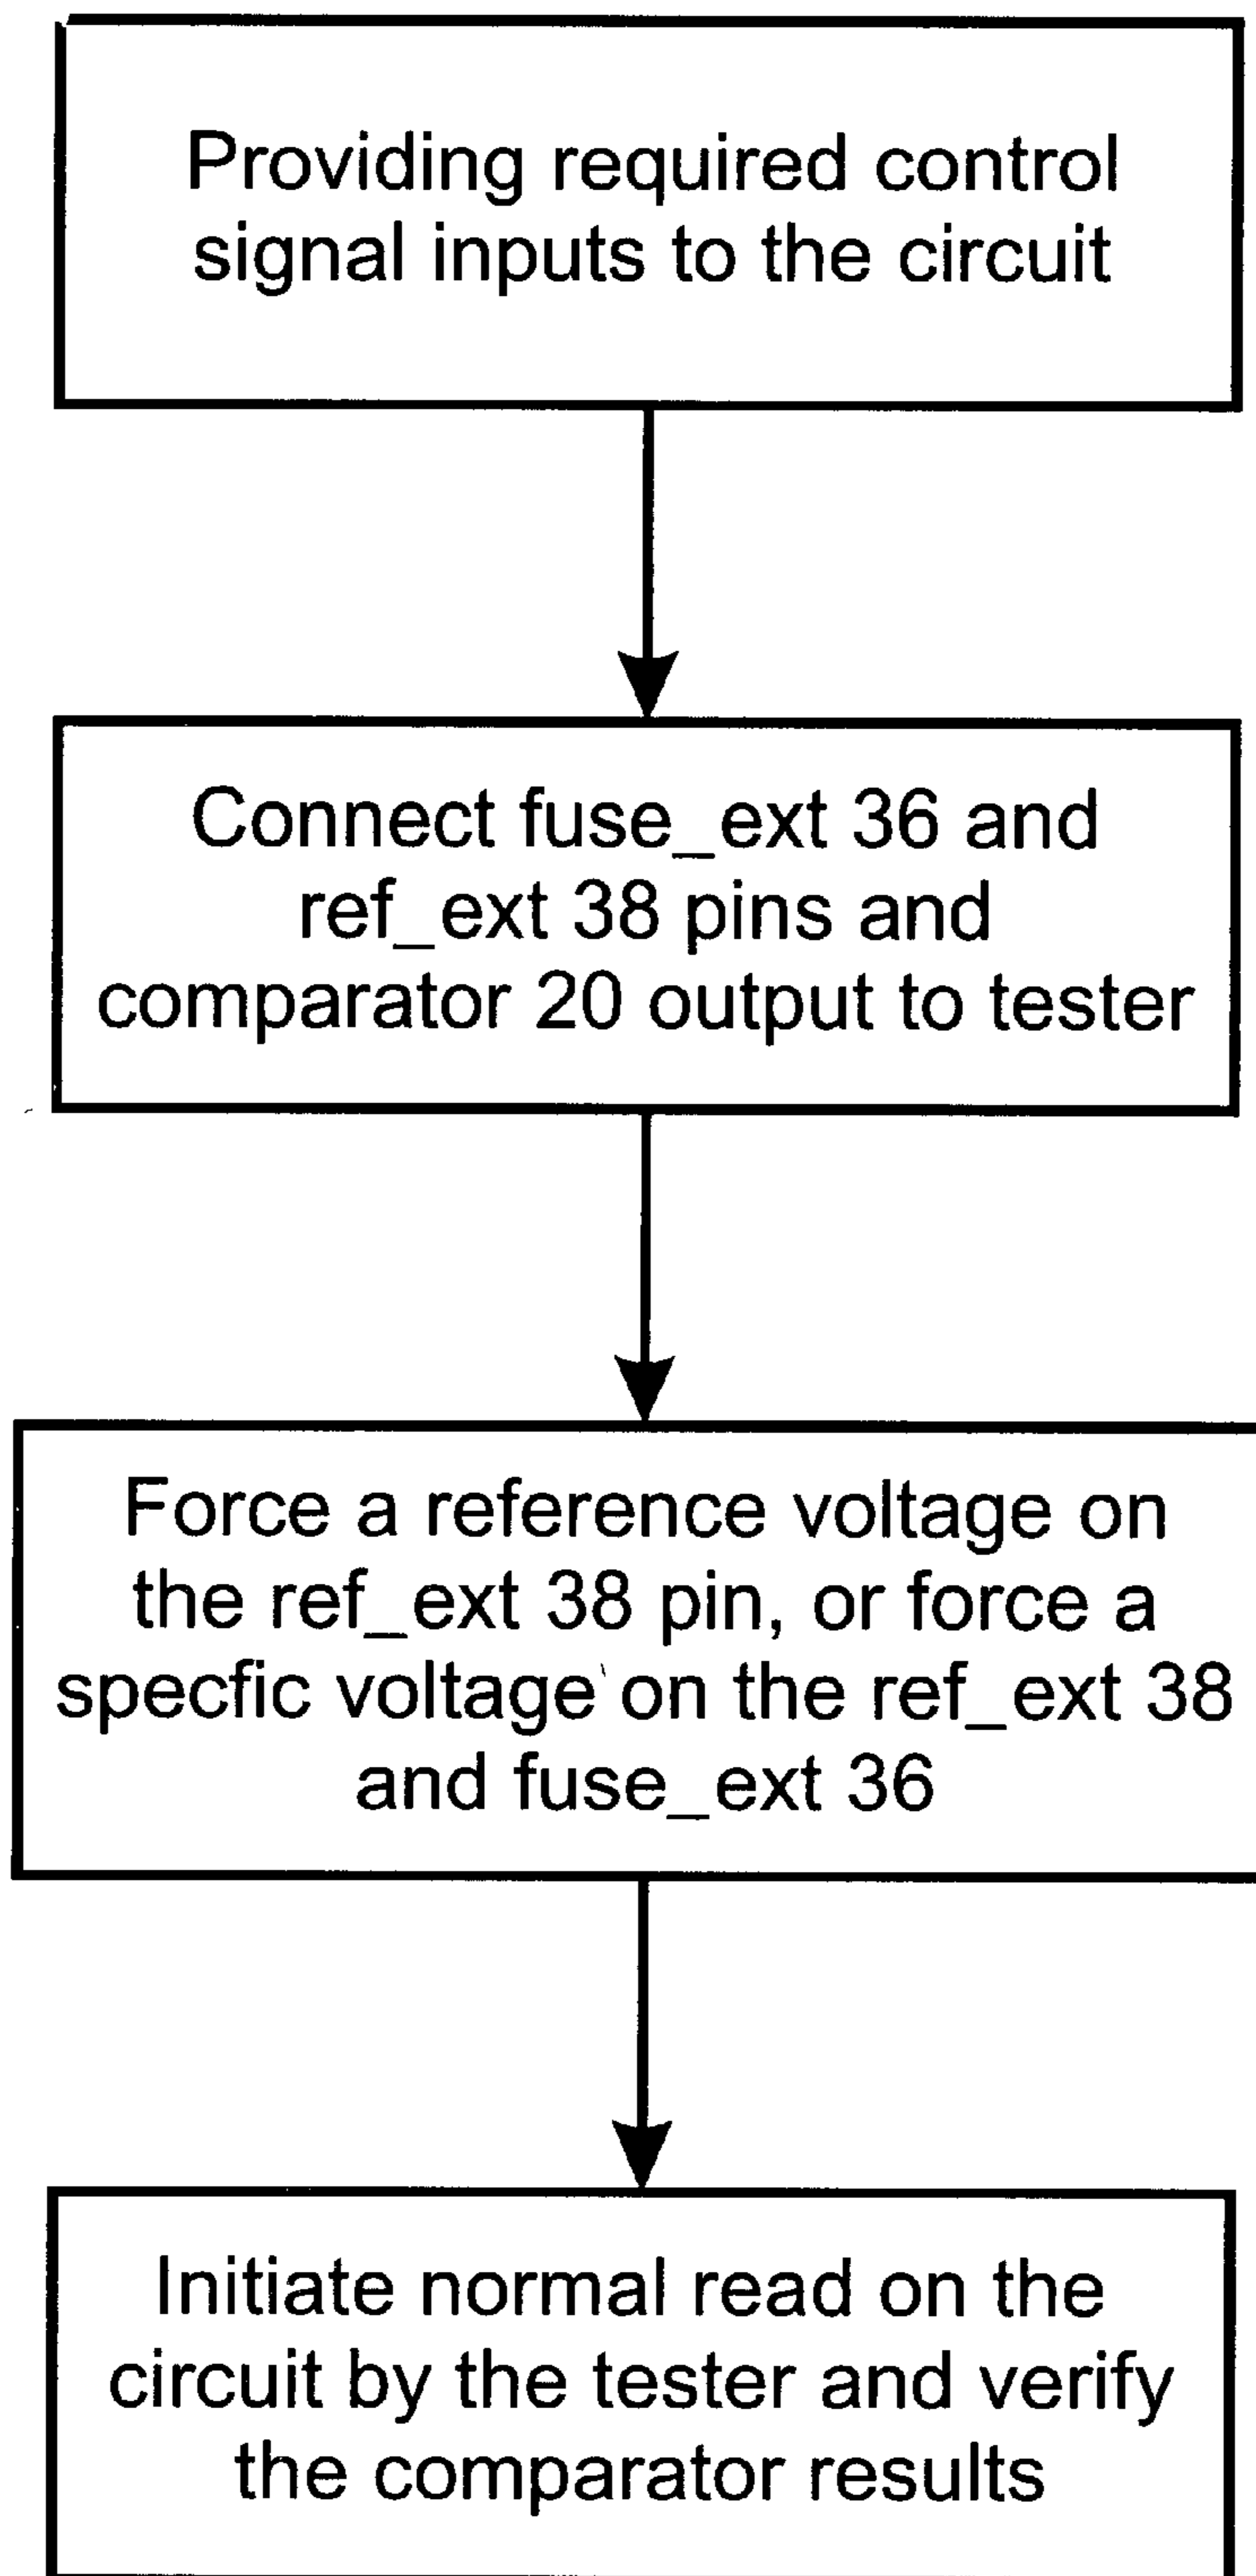 Providing required control
signal inputs to the circuit
Connect fuse_ext 36 and
ref_ext 38 pins and
comparator 20 output to tester
Force a reference voltage on
the ref_ext 38 pin, or force a
specfic voltage on the ref_ext 38
and fuse_ext 36
Initiate normal read on the
circuit by the tester and verify
the comparator results